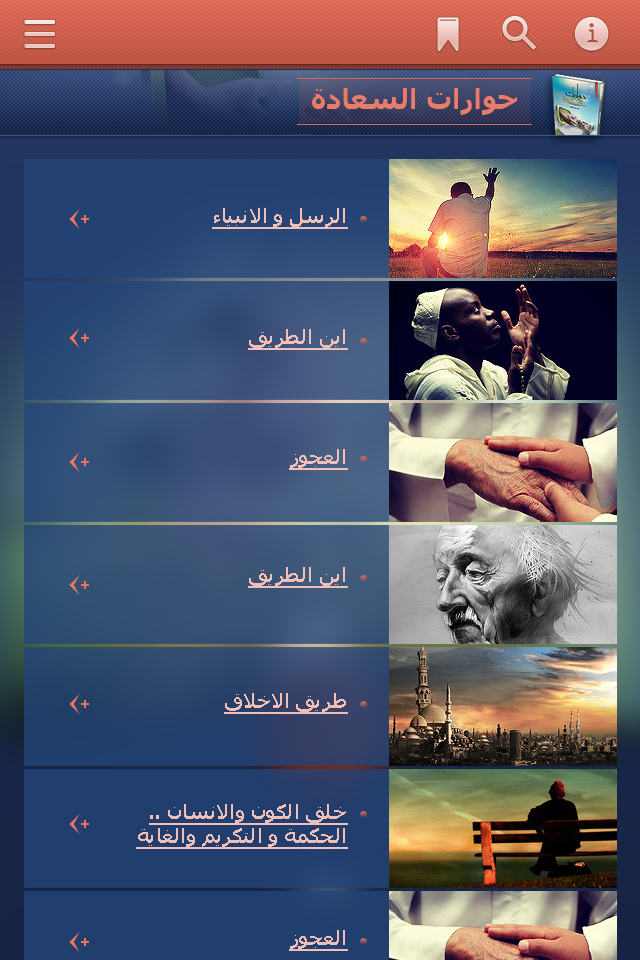 حوارات السعادة
الرسل و الانبياء
اين الطريق
العجوز
اين الطريق
طريق الاخلاق
خلق الكون والانسان ..
الحكمة و التكريم والغاية
العجوز